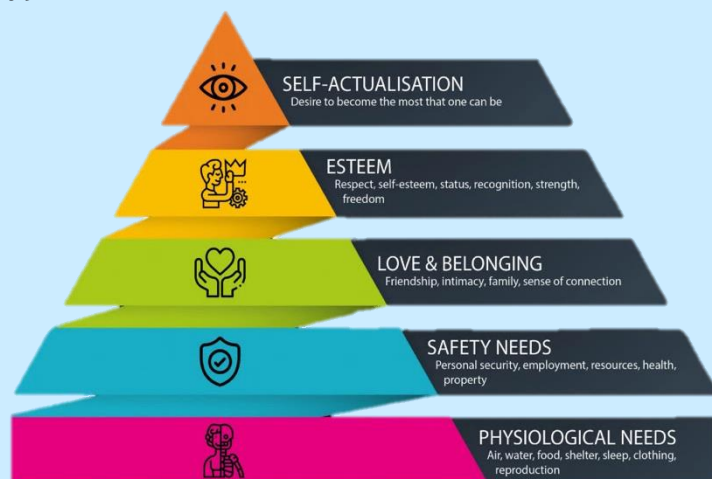 SELF-ACTUALISATION
Desire to become the most that one can be
ESTEEM
Respect, self-esteem, status, recognition, strength,
freedom
LOVE & BELONGING
Friendship, intimacy, family, sense of connection
SAFETY NEEDS
Personal security, employment, resources, health,
property
PHYSIOLOGICAL NEEDS
Air, water, food, shelter, sleep, clothing,
reproduction